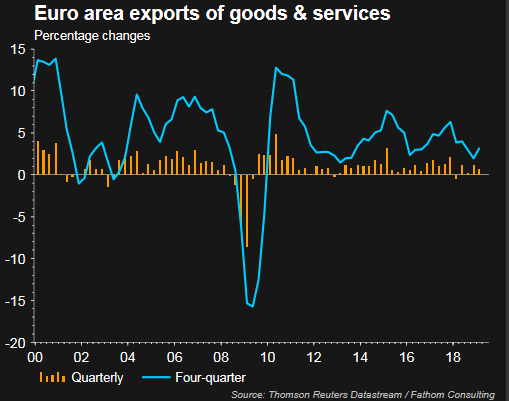 Euro area exports of goods & services
Percentage changes
15
10
5
0
-5
-10
-15
-20
00 02 04 06 08 10 12 14 16 18
Quarterly Four-quarter
Source: Thomson Reuters Datastream / Fathom Consulting